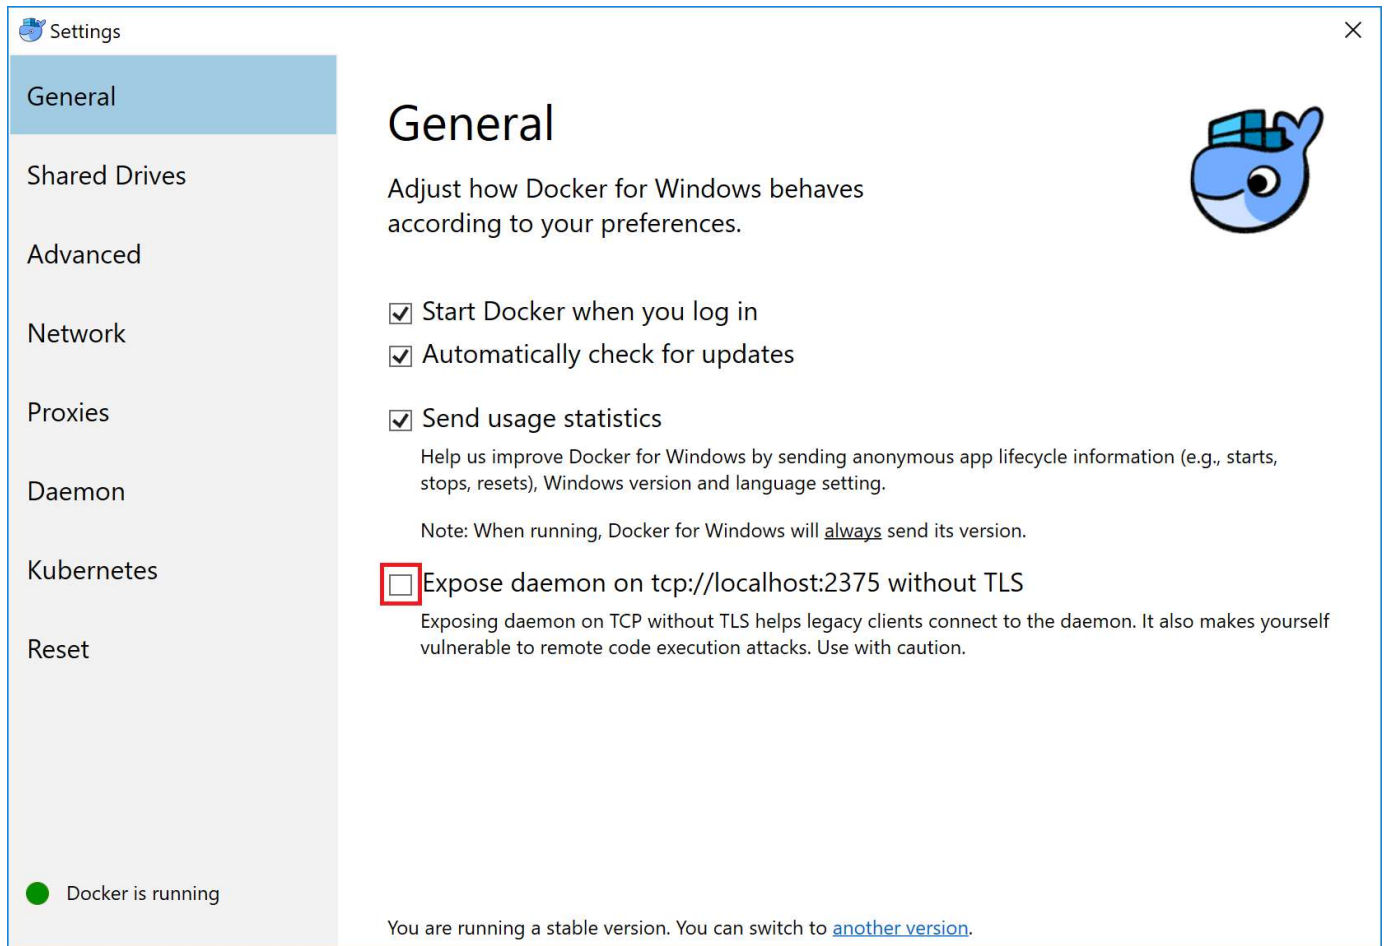 Settings
General
Shared Drives
Advanced
Network
Proxies
Daemon
Kubernetes
Reset
Docker is running
General
Adjust how Docker for Windows behaves
according to your preferences.
Start Docker when you log in
Automatically check for updates
Send usage statistics
Help us improve Docker for Windows by sending anonymous app lifecycle information (e.g., starts,
stops, resets), Windows version and language setting.
Note: When running, Docker for Windows will always send its version.
Expose daemon on tcp://localhost:2375 without TLS
Exposing daemon on TCP without TLS helps legacy clients connect to the daemon. It also makes yourself
vulnerable to remote code execution attacks. Use with caution.
You are running a stable version. You can switch to another version.